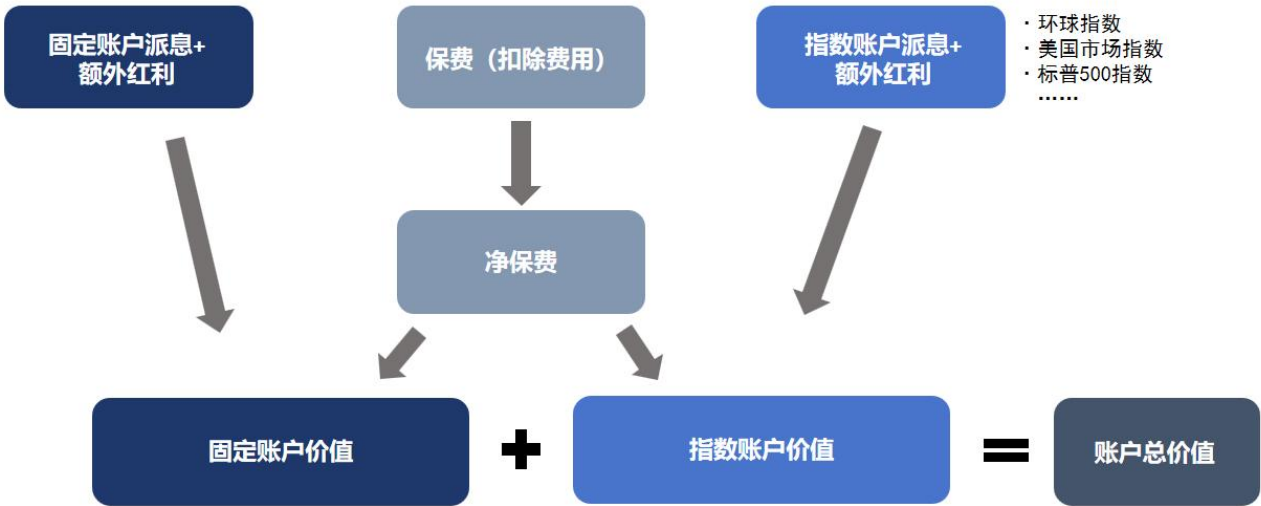 固定账户派息+
额外红利
保费（扣除费用）
指数账户派息+
额外红利
· 环球指数
· 美国市场指数
· 标普500指数
……
净保费
固定账户价值
+
指数账户价值
=
账户总价值